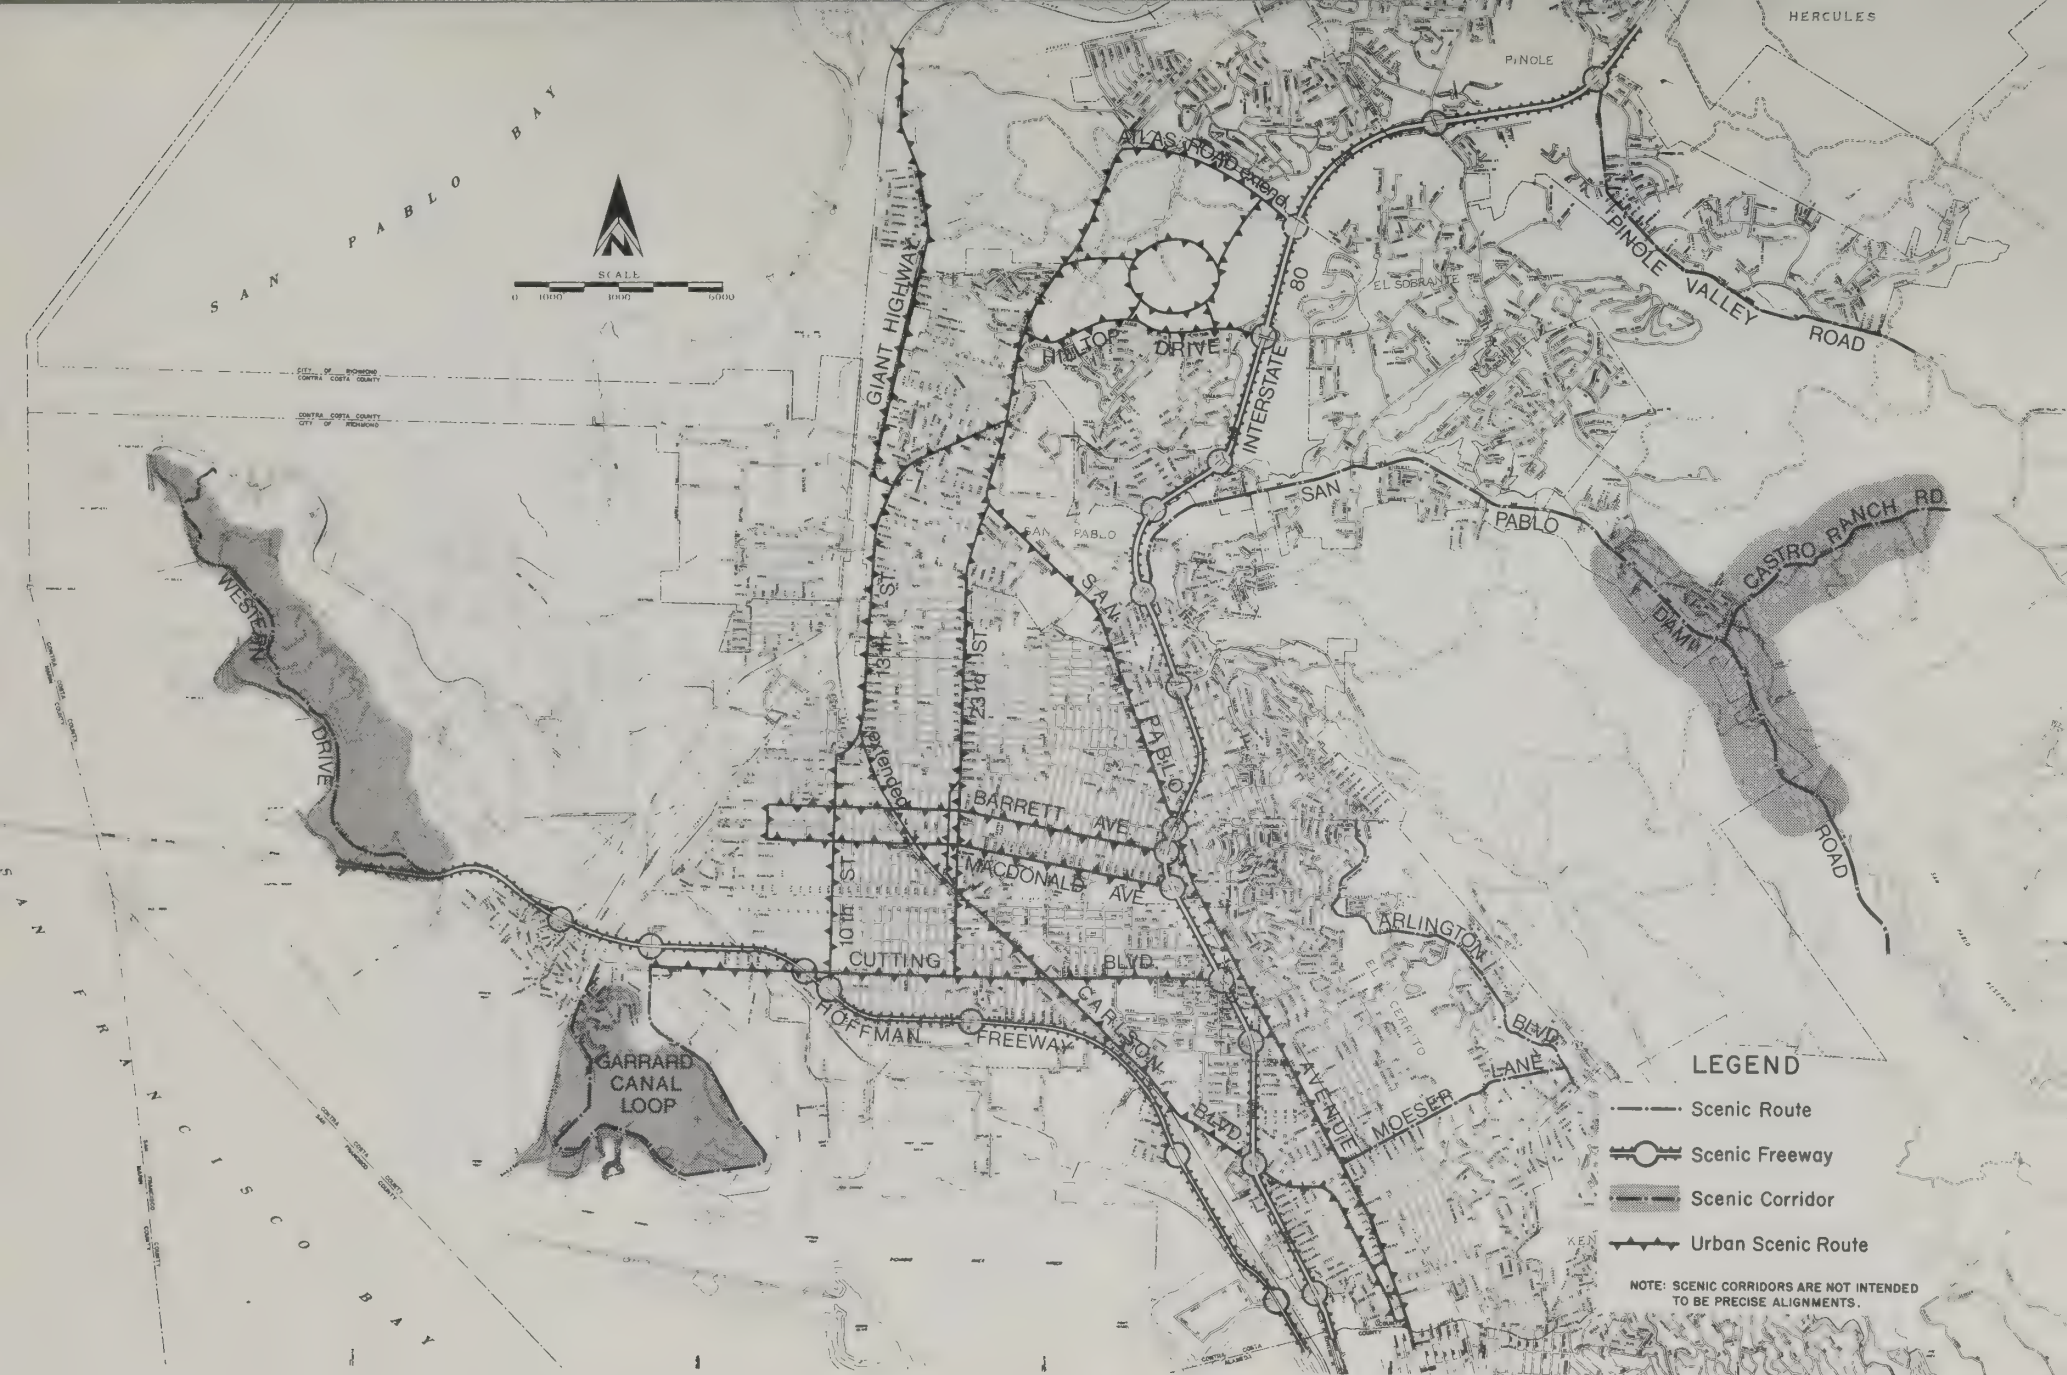 HERCULES
PINOLE
SAN PABLO BAY
ATLAS ROAD extend.
N
SCALE
0 1000 3000 6000
GIANT HIGHWAY
PINOLE VALLEY ROAD
80
EL SOBRANTE
HILLTOP DRIVE
INTERSTATE
CITY OF RICHMOND
CONTRA COSTA COUNTY
CONTRA COSTA COUNTY
CITY OF RICHMOND
SAN PABLO
SAN PABLO DAM ROAD
CASTRO RANCH RD.
WESTERN DRIVE
13TH ST.
extended
23rd ST.
SAN PABLO AVENUE
BARRETT AVE
MACDONALD AVE
10TH ST.
CUTTING BLVD.
ARLINGTON BLVD.
EL CERRITO
CARLSON BLVD.
HOFFMAN FREEWAY
MOESER LANE
GARRARD
CANAL
LOOP
SAN FRANCISCO BAY
KEN
LEGEND
Scenic Route
Scenic Freeway
Scenic Corridor
Urban Scenic Route
NOTE: SCENIC CORRIDORS ARE NOT INTENDED
TO BE PRECISE ALIGNMENTS.